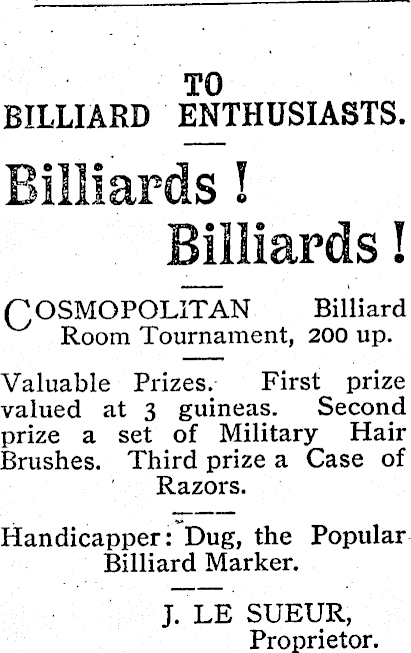 TO
BILLIARD ENTHUSIASTS.
Billiards !
Billiards !
COSMOPOLITAN Billiard
Room Tournament, 200 up.
Valuable Prizes. First prize
valued at 3 guineas. Second
prize a set of Military Hair
Brushes. Third prize a Case of
Razors.
Handicapper: Dug, the Popular
Billiard Marker.
J. LE SUEUR,
Proprietor.